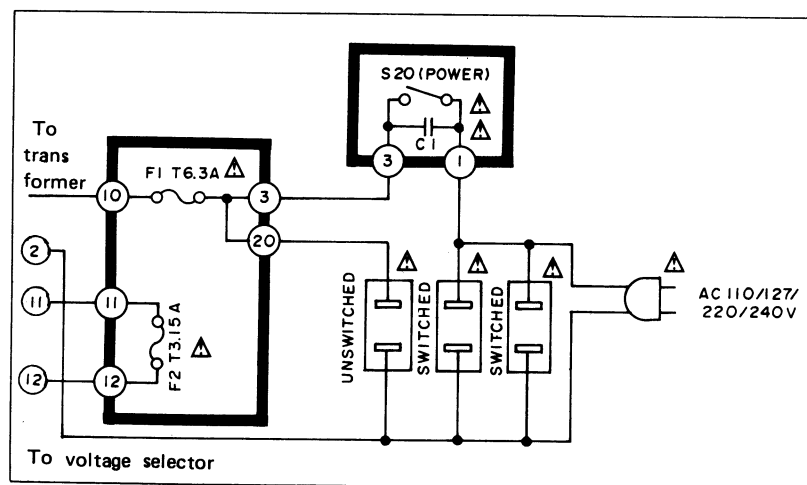 S20 (POWER)
C1
3
1
To
trans
former
F1 T6.3A
10
3
20
2
11
11
F2 T3.15A
12
12
UNSWITCHED
SWITCHED
SWITCHED
AC 110/127/
220/240V
To voltage selector